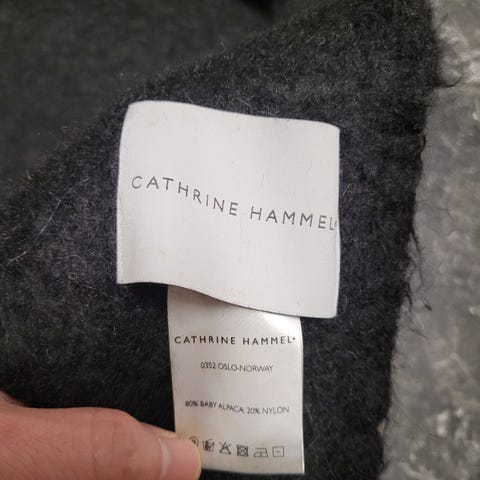 CATHRINE HAMMEL®
CATHRINE HAMMEL®
0352 OSLO-NORWAY
80% BABY ALPACA, 20% NYLON